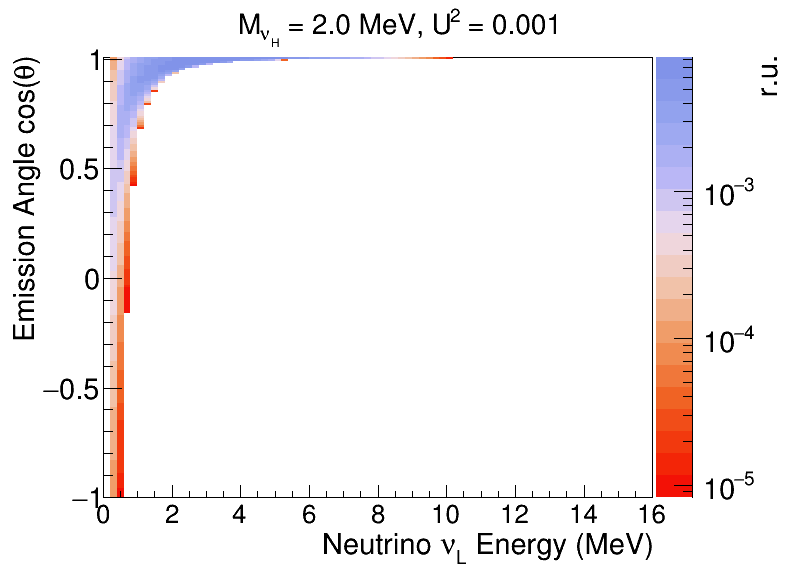 M_{ν_H} = 2.0 MeV, U² = 0.001
Emission Angle cos(θ)
1
0.5
0
−0.5
−1
0 2 4 6 8 10 12 14 16
Neutrino ν_L Energy (MeV)
r.u.
10⁻³
10⁻⁴
10⁻⁵